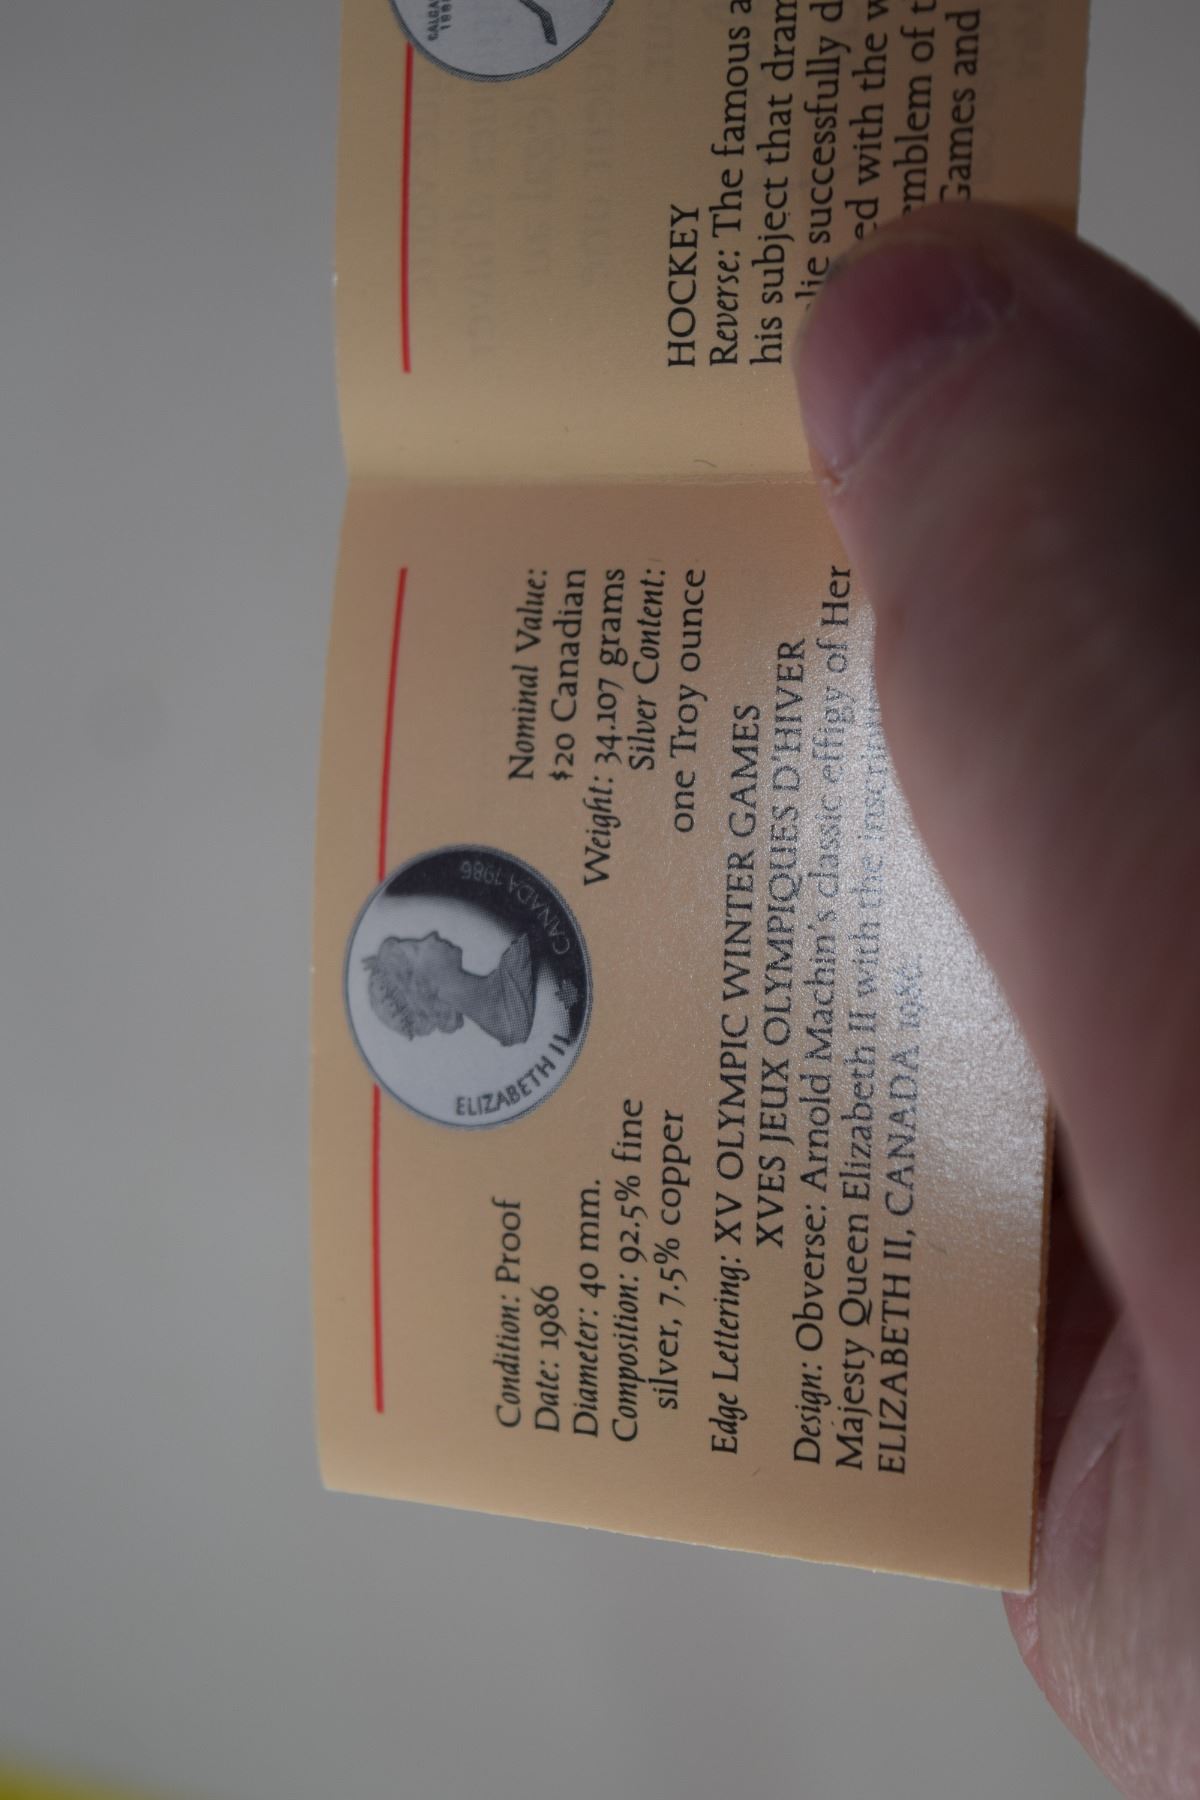 Condition: Proof
Date: 1986
Diameter: 40 mm.
Composition: 92.5% fine
silver, 7.5% copper
ELIZABETH II
CANADA 1986
Nominal Value:
$20 Canadian
Weight: 34.107 grams
Silver Content:
one Troy ounce
Edge Lettering: XV OLYMPIC WINTER GAMES
XVES JEUX OLYMPIQUES D'HIVER
Design: Obverse: Arnold Machin's classic effigy of Her
Majesty Queen Elizabeth II with the
ELIZABETH II, CANADA 1986.
HOCKEY
Reverse: The famous
his subject that
successfully
with the
emblem of
Games and